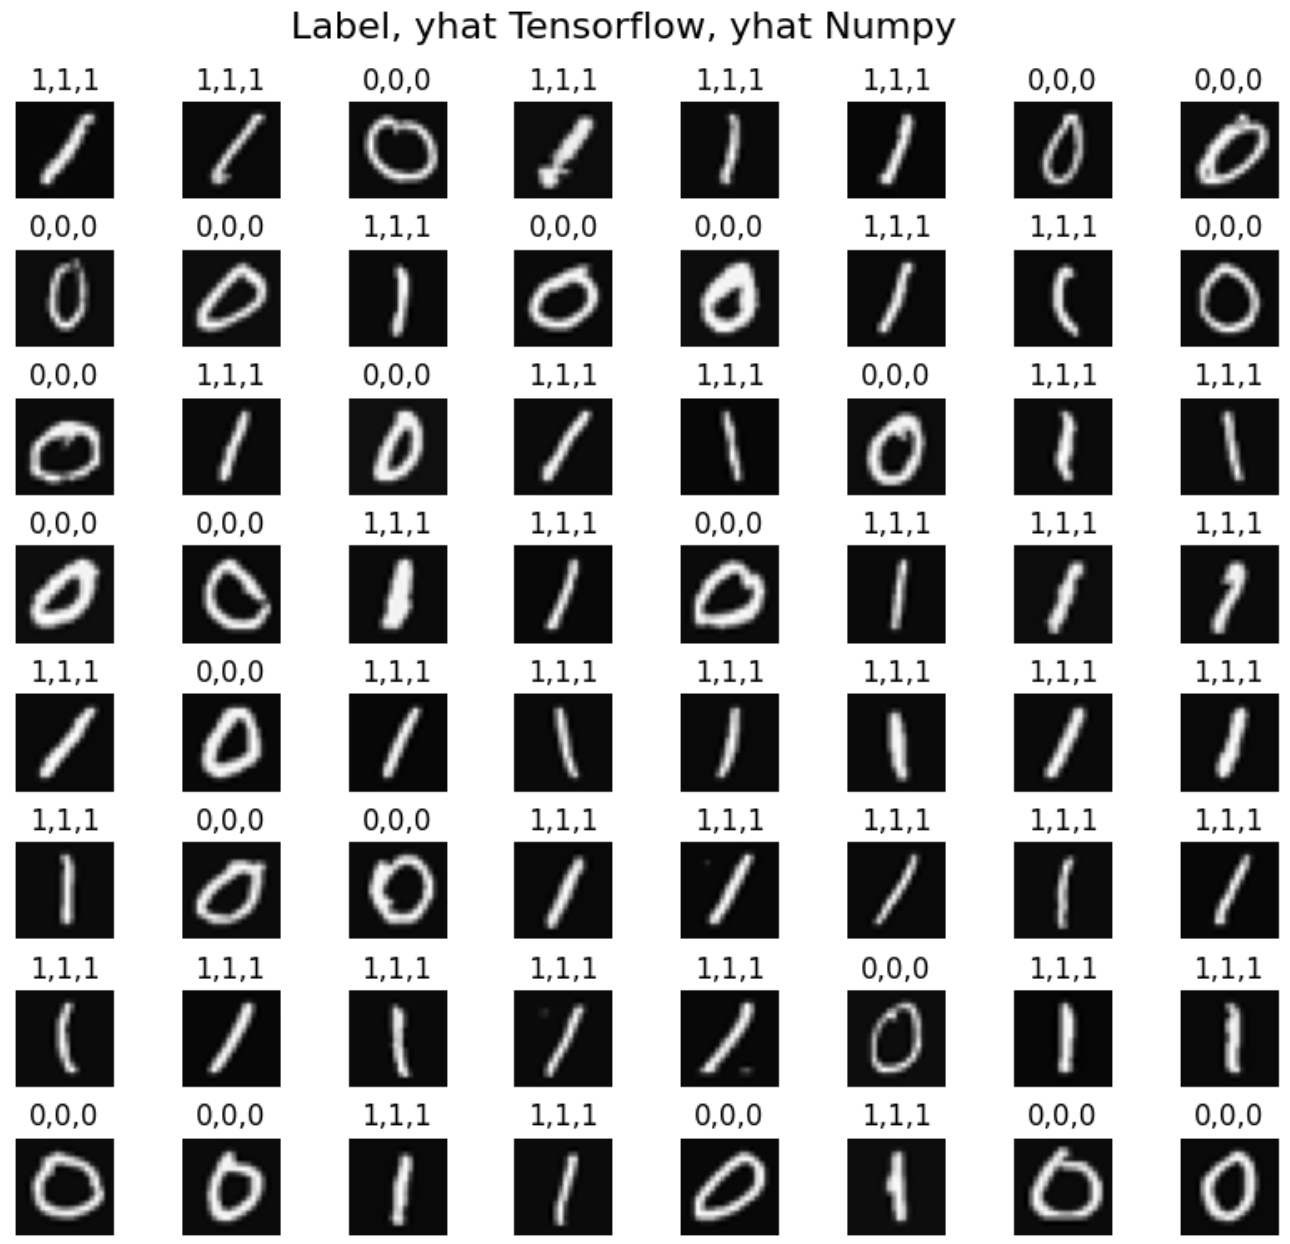 Label, yhat Tensorflow, yhat Numpy
1,1,1 1,1,1 0,0,0 1,1,1 1,1,1 1,1,1 0,0,0 0,0,0
0,0,0 0,0,0 1,1,1 0,0,0 0,0,0 1,1,1 1,1,1 0,0,0
0,0,0 1,1,1 0,0,0 1,1,1 1,1,1 0,0,0 1,1,1 1,1,1
0,0,0 0,0,0 1,1,1 1,1,1 0,0,0 1,1,1 1,1,1 1,1,1
1,1,1 0,0,0 1,1,1 1,1,1 1,1,1 1,1,1 1,1,1 1,1,1
1,1,1 0,0,0 0,0,0 1,1,1 1,1,1 1,1,1 1,1,1 1,1,1
1,1,1 1,1,1 1,1,1 1,1,1 1,1,1 0,0,0 1,1,1 1,1,1
0,0,0 0,0,0 1,1,1 1,1,1 0,0,0 1,1,1 0,0,0 0,0,0